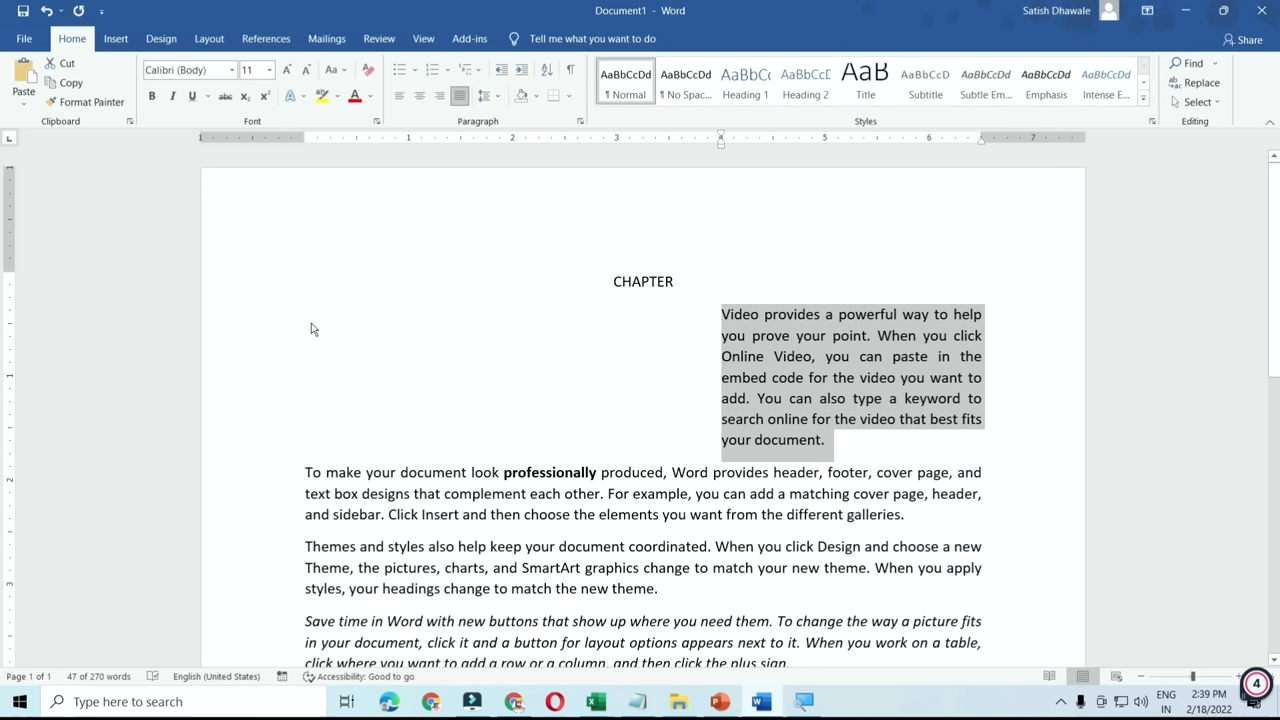 Document1 - Word
Satish Dhawale
File Home Insert Design Layout References Mailings Review View Add-ins Tell me what you want to do Share
Paste
Cut
Copy
Format Painter
Clipboard
Calibri (Body) 11
Font
Paragraph
AaBbCcDd AaBbCcDd AaBbCc AaBbCcD AaB AaBbCcDd AaBbCcDd AaBbCcDd AaBbCcDd
¶ Normal ¶ No Spac... Heading 1 Heading 2 Title Subtitle Subtle Em... Emphasis Intense E...
Styles
Find
Replace
Select
Editing
1 1 2 3 4 5 6 7
CHAPTER
Video provides a powerful way to help
you prove your point. When you click
Online Video, you can paste in the
embed code for the video you want to
add. You can also type a keyword to
search online for the video that best fits
your document.
To make your document look professionally produced, Word provides header, footer, cover page, and
text box designs that complement each other. For example, you can add a matching cover page, header,
and sidebar. Click Insert and then choose the elements you want from the different galleries.
Themes and styles also help keep your document coordinated. When you click Design and choose a new
Theme, the pictures, charts, and SmartArt graphics change to match your new theme. When you apply
styles, your headings change to match the new theme.
Save time in Word with new buttons that show up where you need them. To change the way a picture fits
in your document, click it and a button for layout options appears next to it. When you work on a table,
click where you want to add a row or a column, and then click the plus sign.
Page 1 of 1 47 of 270 words English (United States) Accessibility: Good to go
Type here to search
ENG
IN
2:39 PM
2/18/2022
4